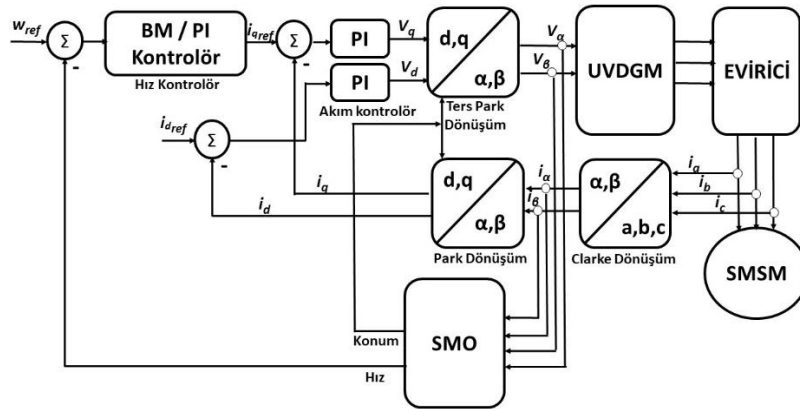 w_ref
Σ
-
BM / PI
Kontrolör
Hız Kontrolör
i_qref
Σ
-
PI
V_q
PI
V_d
Akım kontrolör
d,q
α,β
Ters Park
Dönüşüm
V_α
V_β
UVDGM
EVİRİCİ
i_dref
Σ
-
i_q
i_d
d,q
α,β
Park Dönüşüm
i_α
i_β
α,β
a,b,c
Clarke Dönüşüm
i_a
i_b
i_c
SMSM
SMO
Konum
Hız